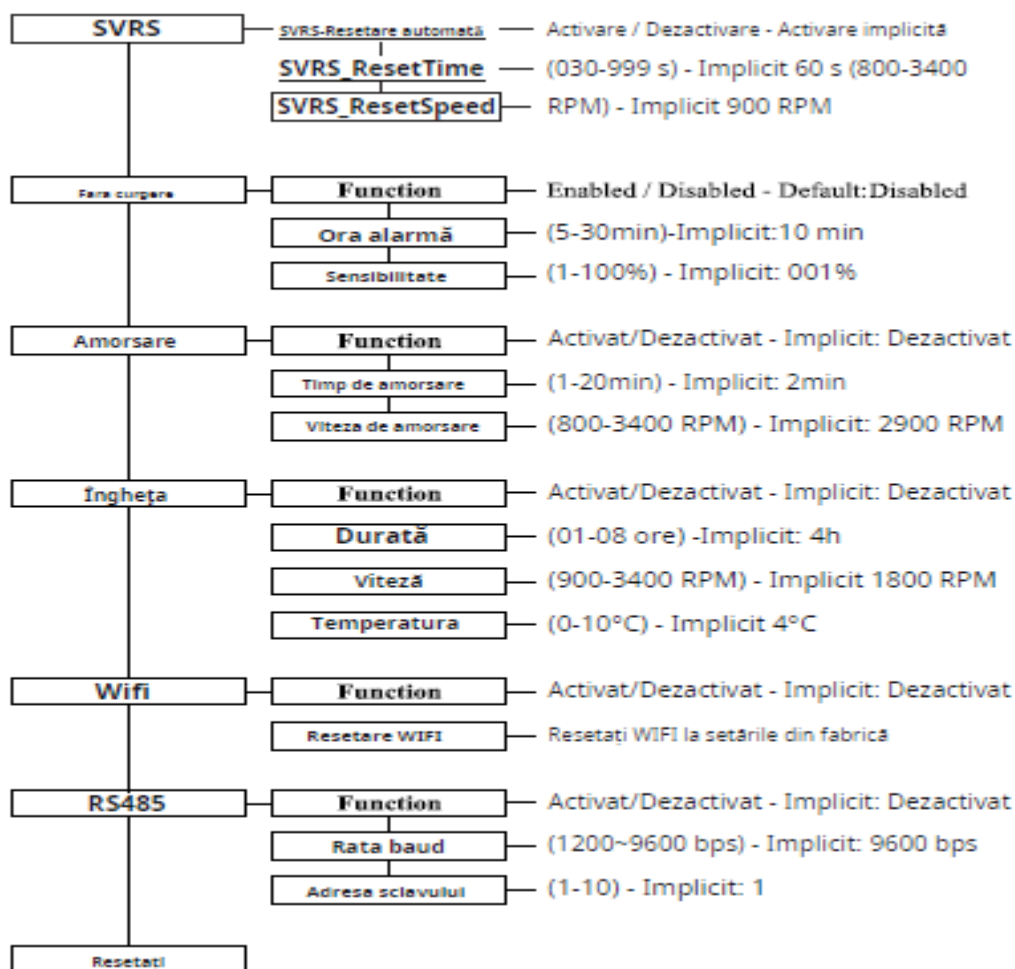 SVRS
SVRS-Resetare automată
Activare / Dezactivare - Activare implicită
SVRS_ResetTime
(030-999 s) - Implicit 60 s (800-3400
SVRS_ResetSpeed
RPM) - Implicit 900 RPM
Fara curgere
Function
Enabled / Disabled - Default:Disabled
Ora alarmă
(5-30min)-Implicit:10 min
Sensibilitate
(1-100%) - Implicit: 001%
Amorsare
Function
Activat/Dezactivat - Implicit: Dezactivat
Timp de amorsare
(1-20min) - Implicit: 2min
Viteza de amorsare
(800-3400 RPM) - Implicit: 2900 RPM
Îngheța
Function
Activat/Dezactivat - Implicit: Dezactivat
Durată
(01-08 ore) -Implicit: 4h
Viteză
(900-3400 RPM) - Implicit 1800 RPM
Temperatura
(0-10°C) - Implicit 4°C
Wifi
Function
Activat/Dezactivat - Implicit: Dezactivat
Resetare WIFI
Resetați WIFI la setările din fabrică
RS485
Function
Activat/Dezactivat - Implicit: Dezactivat
Rata baud
(1200~9600 bps) - Implicit: 9600 bps
Adresa sclavului
(1-10) - Implicit: 1
Resetati